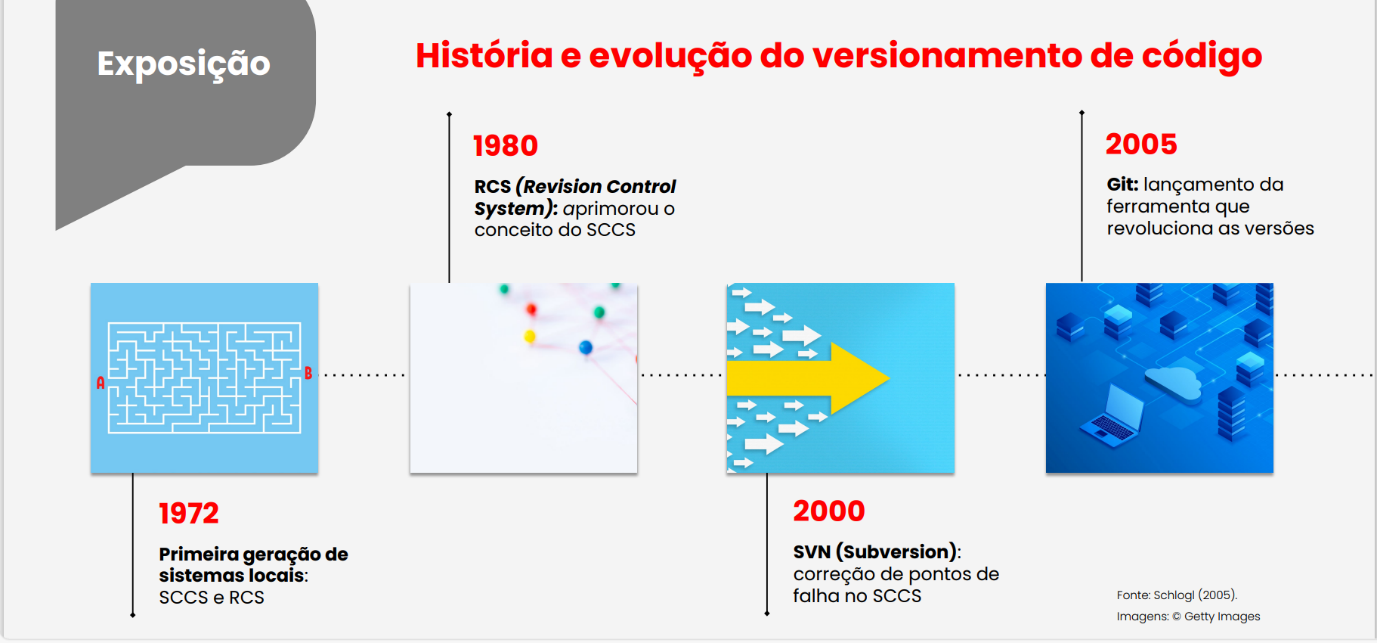 Exposição
História e evolução do versionamento de código
1980
RCS (Revision Control
System): aprimorou o
conceito do SCCS
2005
Git: lançamento da
ferramenta que
revoluciona as versões
A
B
1972
Primeira geração de
sistemas locais:
SCCS e RCS
2000
SVN (Subversion):
correção de pontos de
falha no SCCS
Fonte: Schlogl (2005).
Imagens: © Getty Images